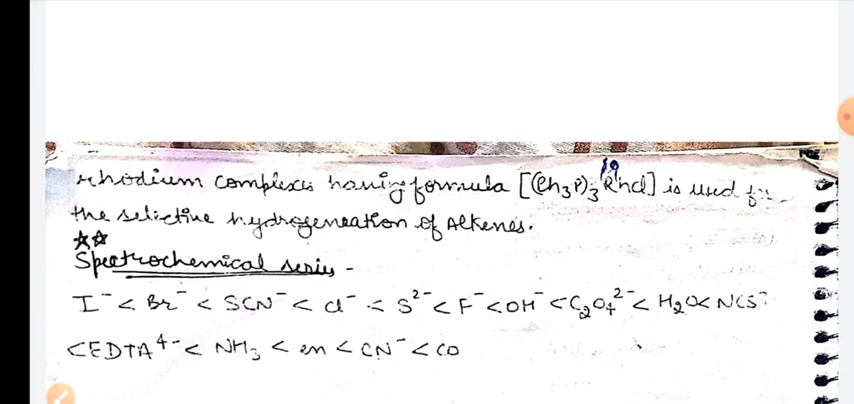 rhodium complexes having formula [(Ph3P)3RhCl] is used for
the selective hydrogeneation of Alkenes.
☆☆
Spectrochemical series -
I⁻ < Br⁻ < SCN⁻ < Cl⁻ < S²⁻ < F⁻ < OH⁻ < C₂O₄²⁻ < H₂O < NCS⁻
< EDTA⁴⁻ < NH₃ < en < CN⁻ < CO